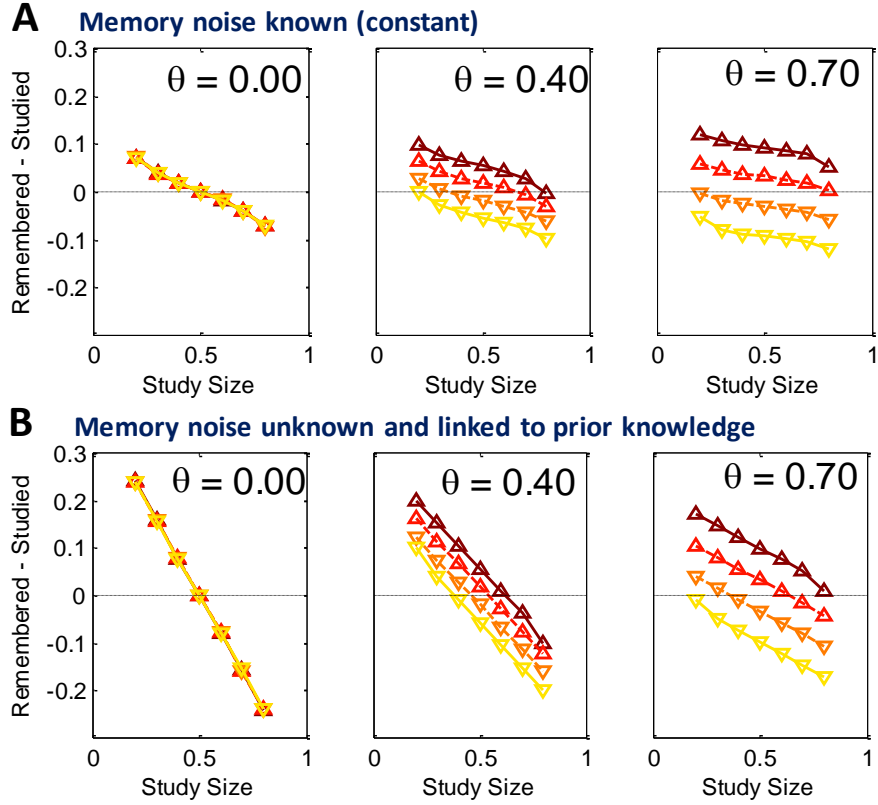 A Memory noise known (constant)
0.3
0.2
0.1
0
-0.1
-0.2
Remembered - Studied
θ = 0.00
θ = 0.40
θ = 0.70
0 0.5 1
0 0.5 1
0 0.5 1
Study Size
Study Size
Study Size
B Memory noise unknown and linked to prior knowledge
0.3
0.2
0.1
0
-0.1
-0.2
Remembered - Studied
θ = 0.00
θ = 0.40
θ = 0.70
0 0.5 1
0 0.5 1
0 0.5 1
Study Size
Study Size
Study Size